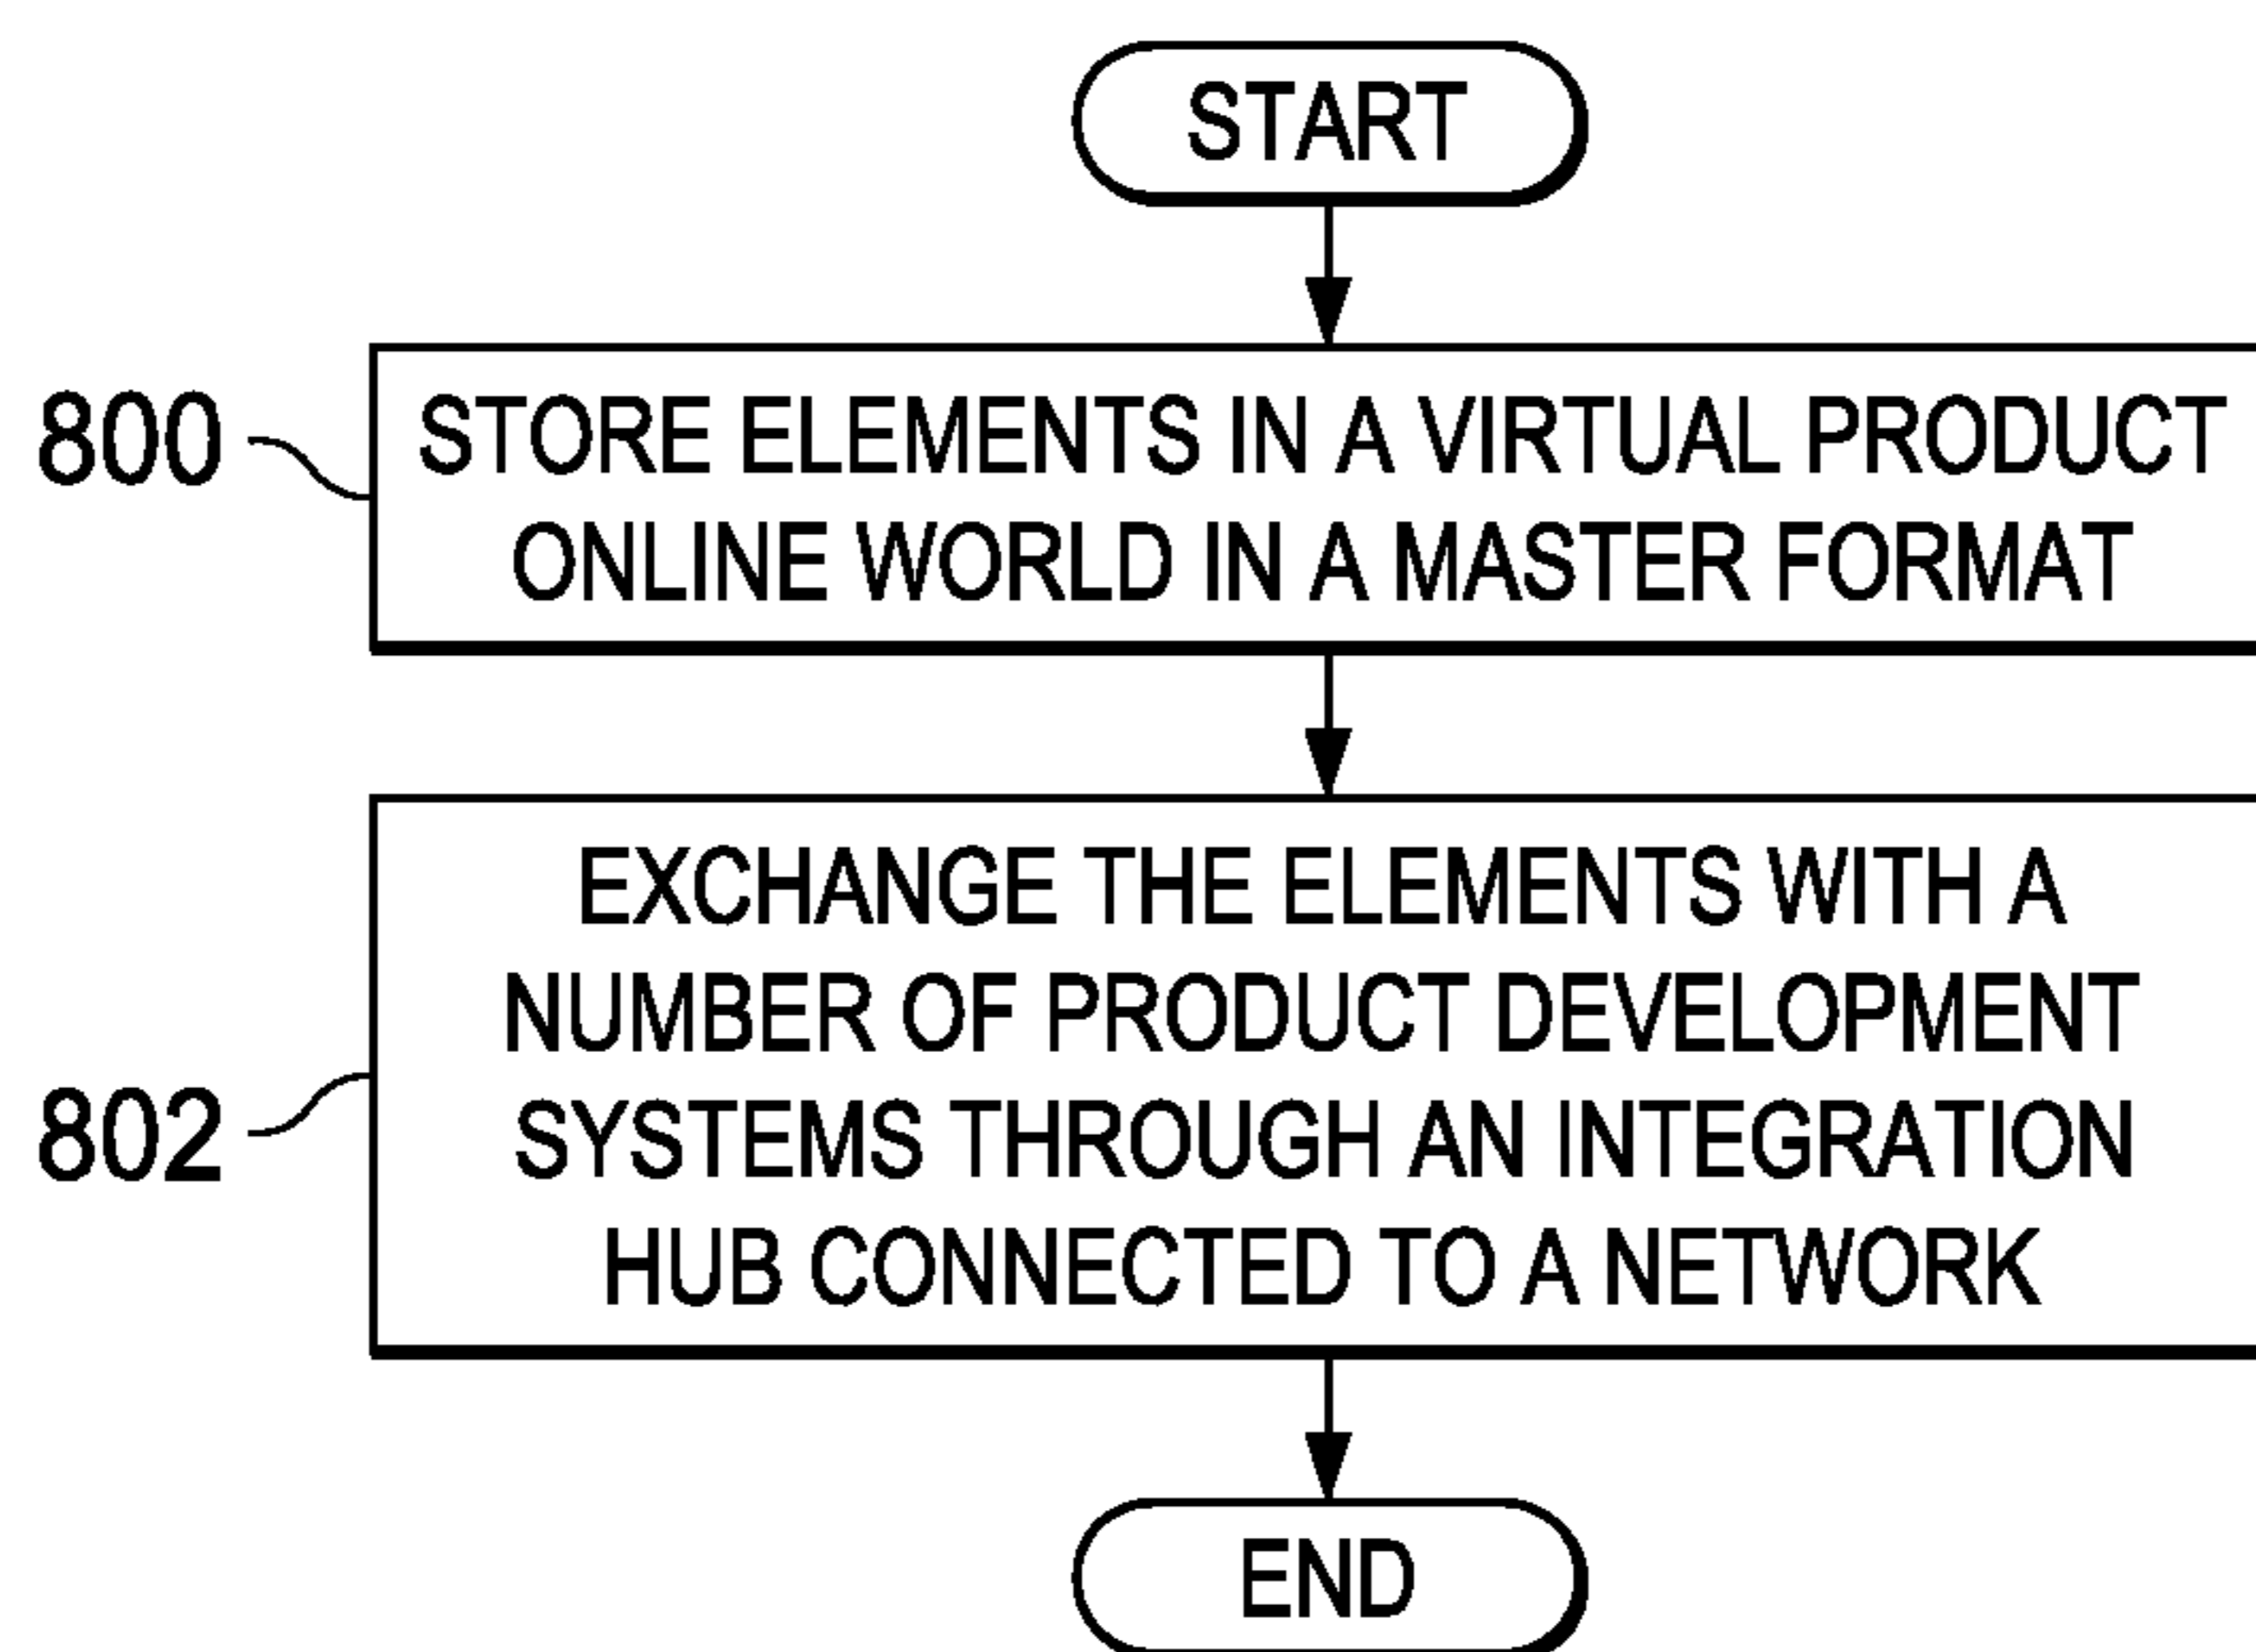 START
800
STORE ELEMENTS IN A VIRTUAL PRODUCT
ONLINE WORLD IN A MASTER FORMAT
EXCHANGE THE ELEMENTS WITH A
NUMBER OF PRODUCT DEVELOPMENT
802
SYSTEMS THROUGH AN INTEGRATION
HUB CONNECTED TO A NETWORK
END